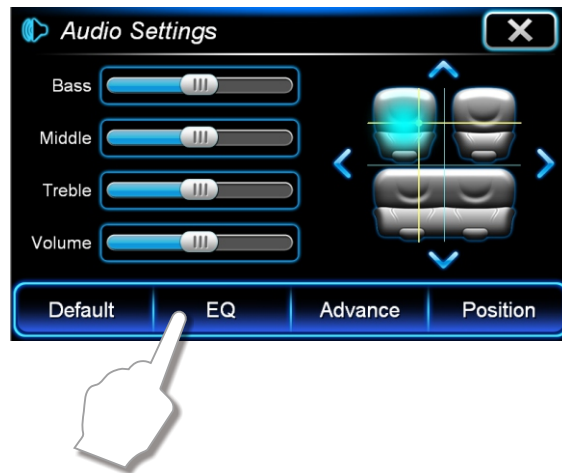 Audio Settings
Bass
Middle
Treble
Volume
Default EQ Advance Position